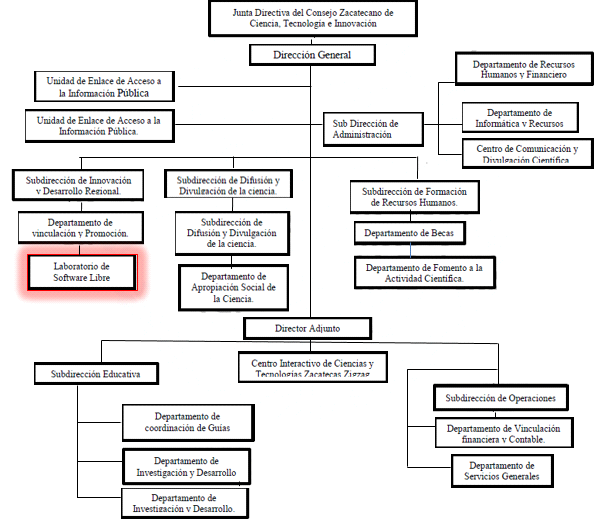 Junta Directiva del Consejo Zacatecano de
Ciencia, Tecnología e Innovación
Dirección General
Departamento de Recursos
Humanos y Financiero
Unidad de Enlace de Acceso a
la Información Pública
Unidad de Enlace de Acceso a la
Información Pública.
Sub Dirección de
Administración
Departamento de
Informática y Recursos
Centro de Comunicación y
Divulgación Científica
Subdirección de Innovación
y Desarrollo Regional.
Subdirección de Difusión y
Divulgación de la ciencia.
Subdirección de Formación
de Recursos Humanos.
Departamento de
vinculación y Promoción.
Subdirección de
Difusión y Divulgación
de la ciencia.
Departamento de Becas
Laboratorio de
Software Libre
Departamento de
Apropiación Social de
la Ciencia.
Departamento de Fomento a la
Actividad Científica.
Director Adjunto
Subdirección Educativa
Centro Interactivo de Ciencias y
Tecnologías Zacatecas Zigzag
Subdirección de Operaciones
Departamento de
coordinación de Guías
Departamento de Vinculación
financiera y Contable.
Departamento de
Investigación y Desarrollo
Departamento de
Servicios Generales
Departamento de
Investigación y Desarrollo.